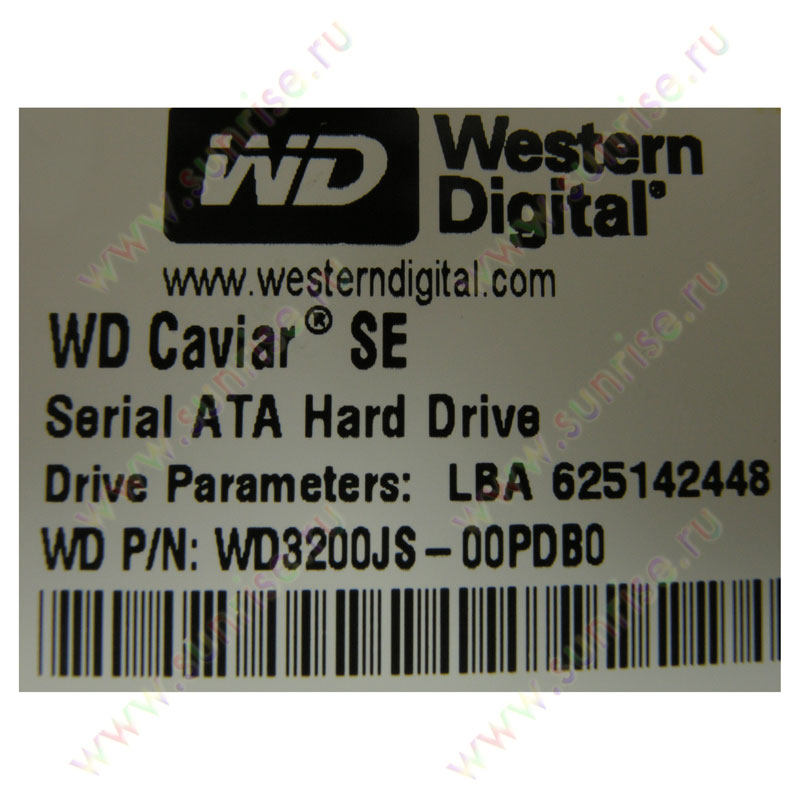 WD Western
Digital®
www.westerndigital.com
WD Caviar® SE
Serial ATA Hard Drive
Drive Parameters: LBA 625142448
WD P/N: WD3200JS-00PDB0
www.sunrise.ru
www.sunrise.ru
www.sunrise.ru
www.sunrise.ru
www.sunrise.ru
www.sunrise.ru